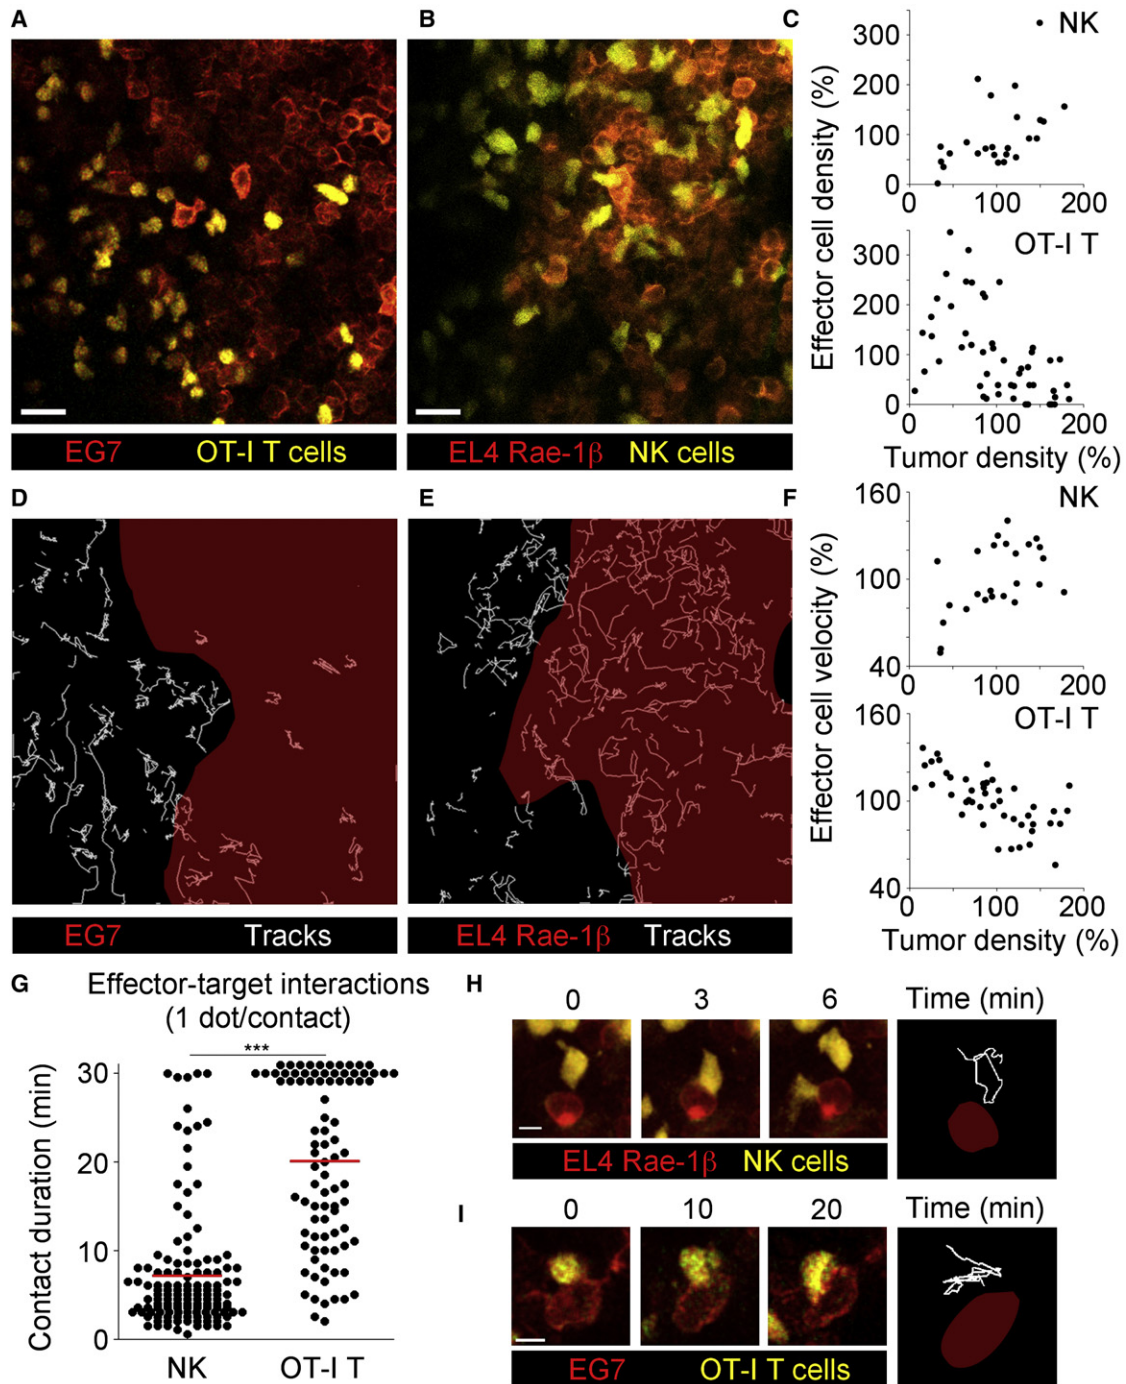 A
B
C
EG7 OT-I T cells
EL4 Rae-1β NK cells
NK
300
200
100
0
0 100 200
OT-I T
300
200
100
0
0 100 200
Effector cell density (%)
Tumor density (%)
D
E
F
EG7 Tracks
EL4 Rae-1β Tracks
160
NK
100
40
0 100 200
160
OT-I T
100
40
0 100 200
Effector cell velocity (%)
Tumor density (%)
G
Effector-target interactions
(1 dot/contact)
***
30
20
10
0
Contact duration (min)
NK OT-I T
H
0 3 6 Time (min)
EL4 Rae-1β NK cells
I
0 10 20 Time (min)
EG7 OT-I T cells